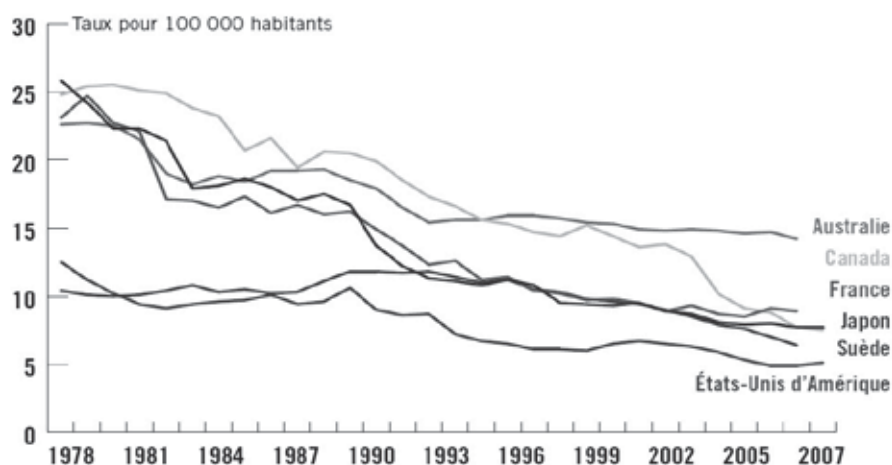 Taux pour 100 000 habitants
30
25
20
15
10
5
0
Australie
Canada
France
Japon
Suède
États-Unis d'Amérique
1978 1981 1984 1987 1990 1993 1996 1999 2002 2005 2007